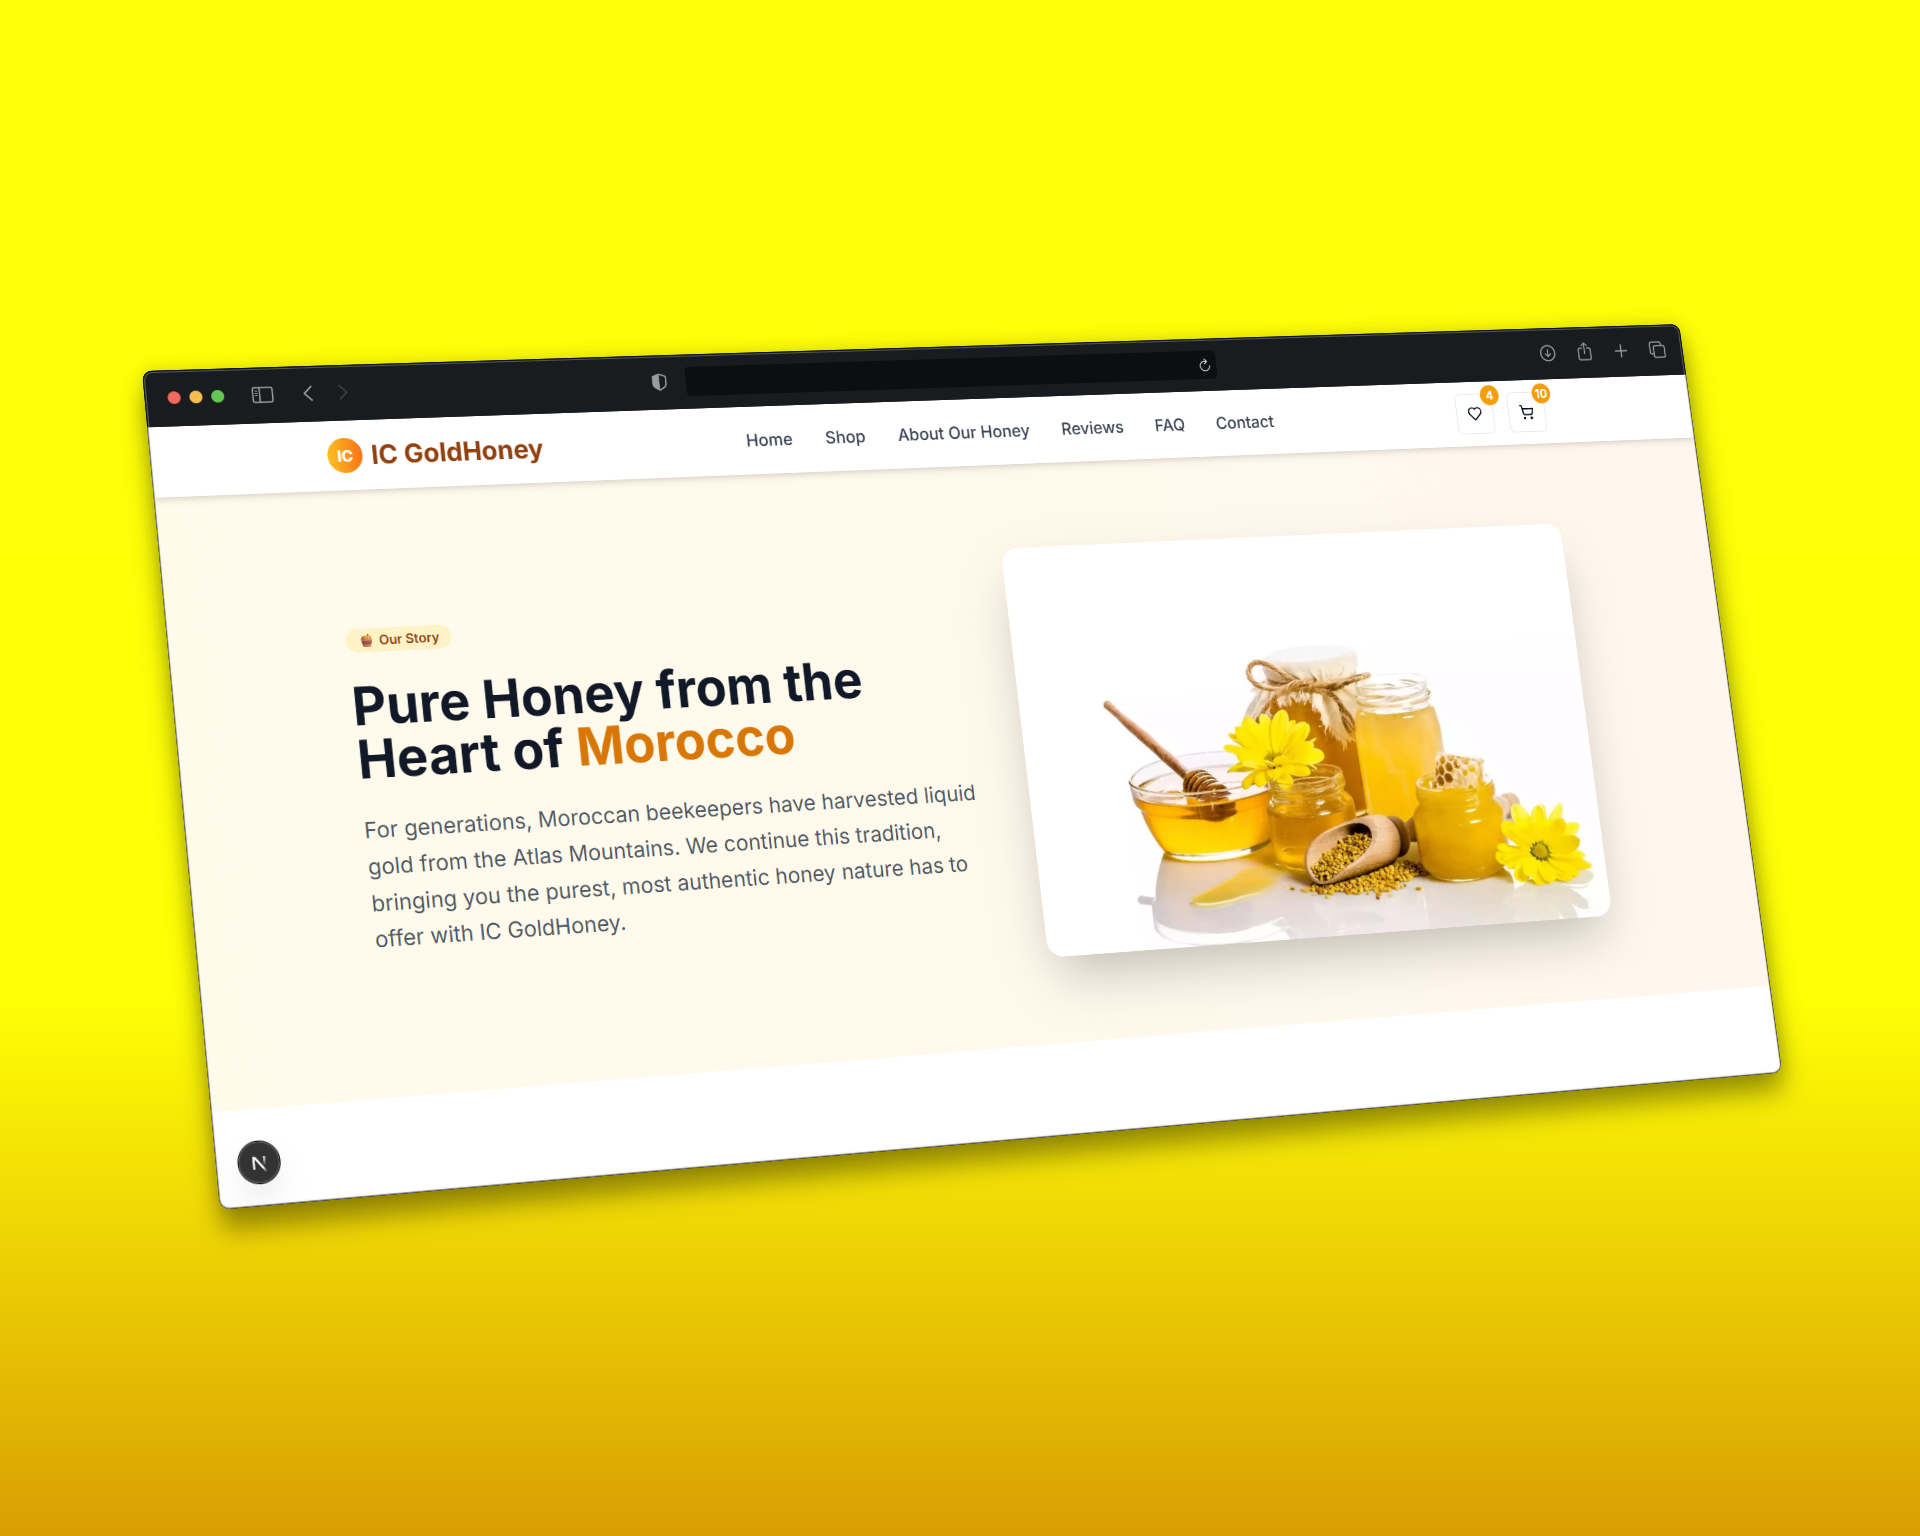 IC IC GoldHoney
Home Shop About Our Honey Reviews FAQ Contact
4 10
Our Story
Pure Honey from the
Heart of Morocco
For generations, Moroccan beekeepers have harvested liquid
gold from the Atlas Mountains. We continue this tradition,
bringing you the purest, most authentic honey nature has to
offer with IC GoldHoney.
N